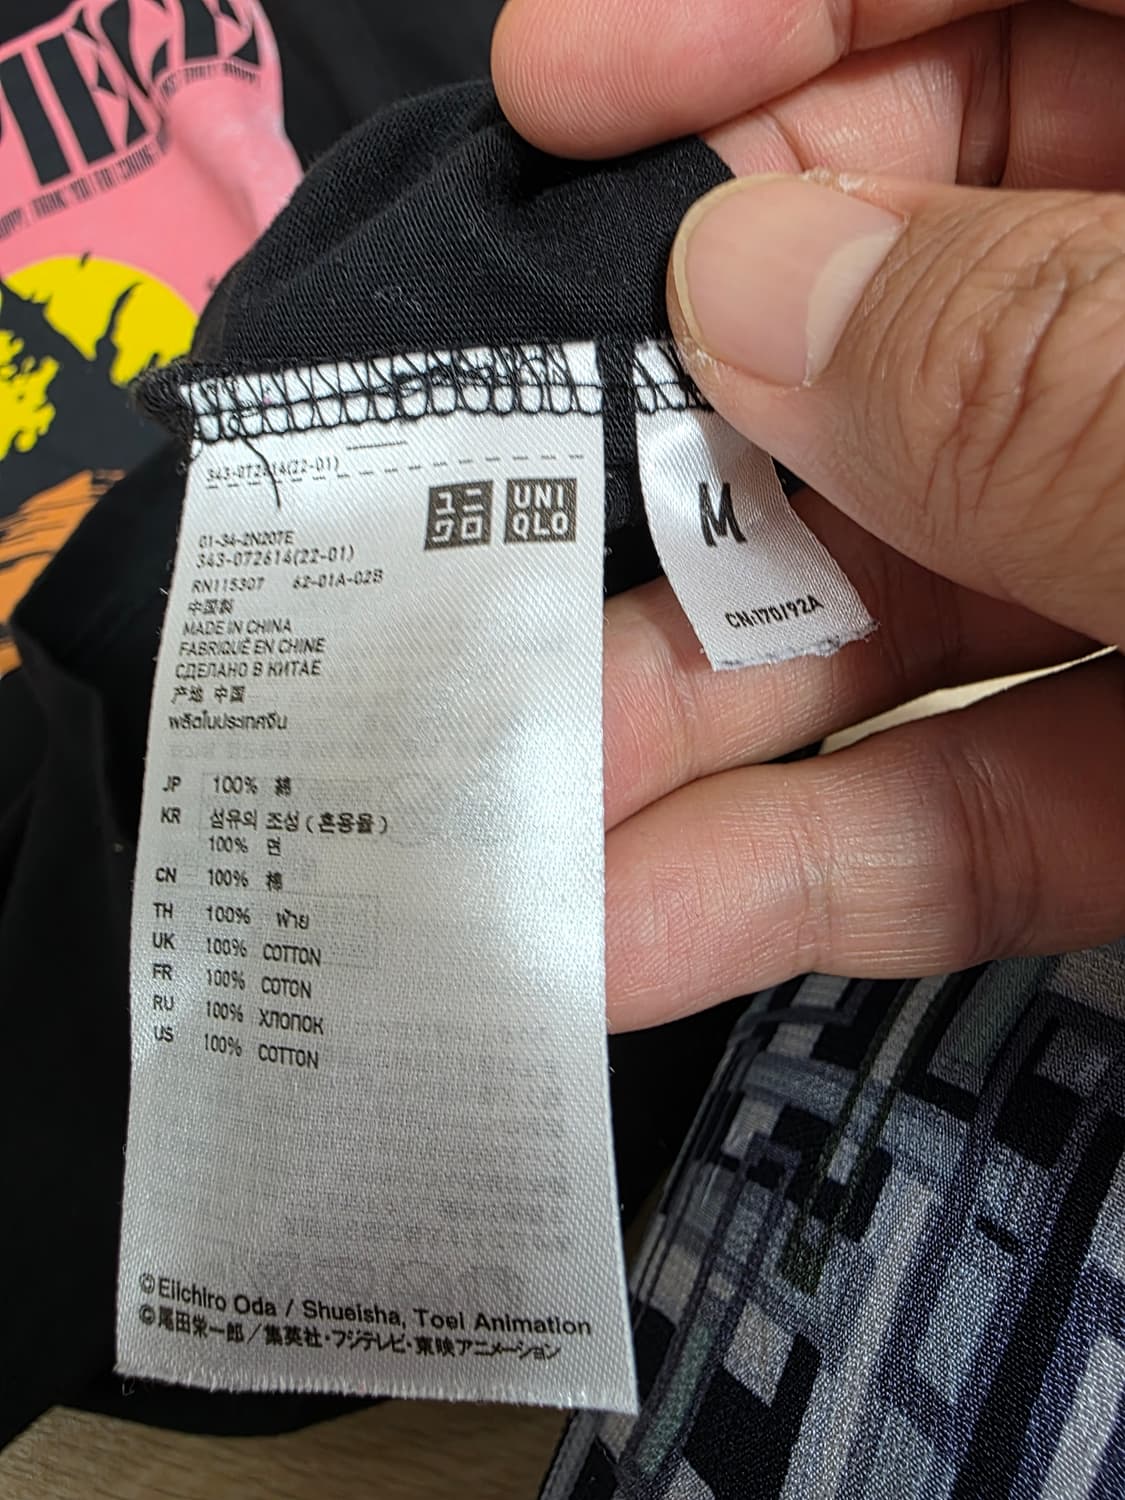 343-072614(22-01)
ユニ
クロ
UNI
QLO
M
CN:170/92A
01-34-2N207E
343-072614(22-01)
RN115307 62-01A-02B
中国製
MADE IN CHINA
FABRIQUÉ EN CHINE
СДЕЛАНО В КИТАЕ
产地 中国
ผลิตในประเทศจีน
JP 100% 綿
KR 섬유의 조성 ( 혼용율 )
100% 면
CN 100% 棉
TH 100% ฝ้าย
UK 100% COTTON
FR 100% COTON
RU 100% ХЛОПОК
US 100% COTTON
©Eiichiro Oda / Shueisha, Toei Animation
©尾田栄一郎／集英社・フジテレビ・東映アニメーション